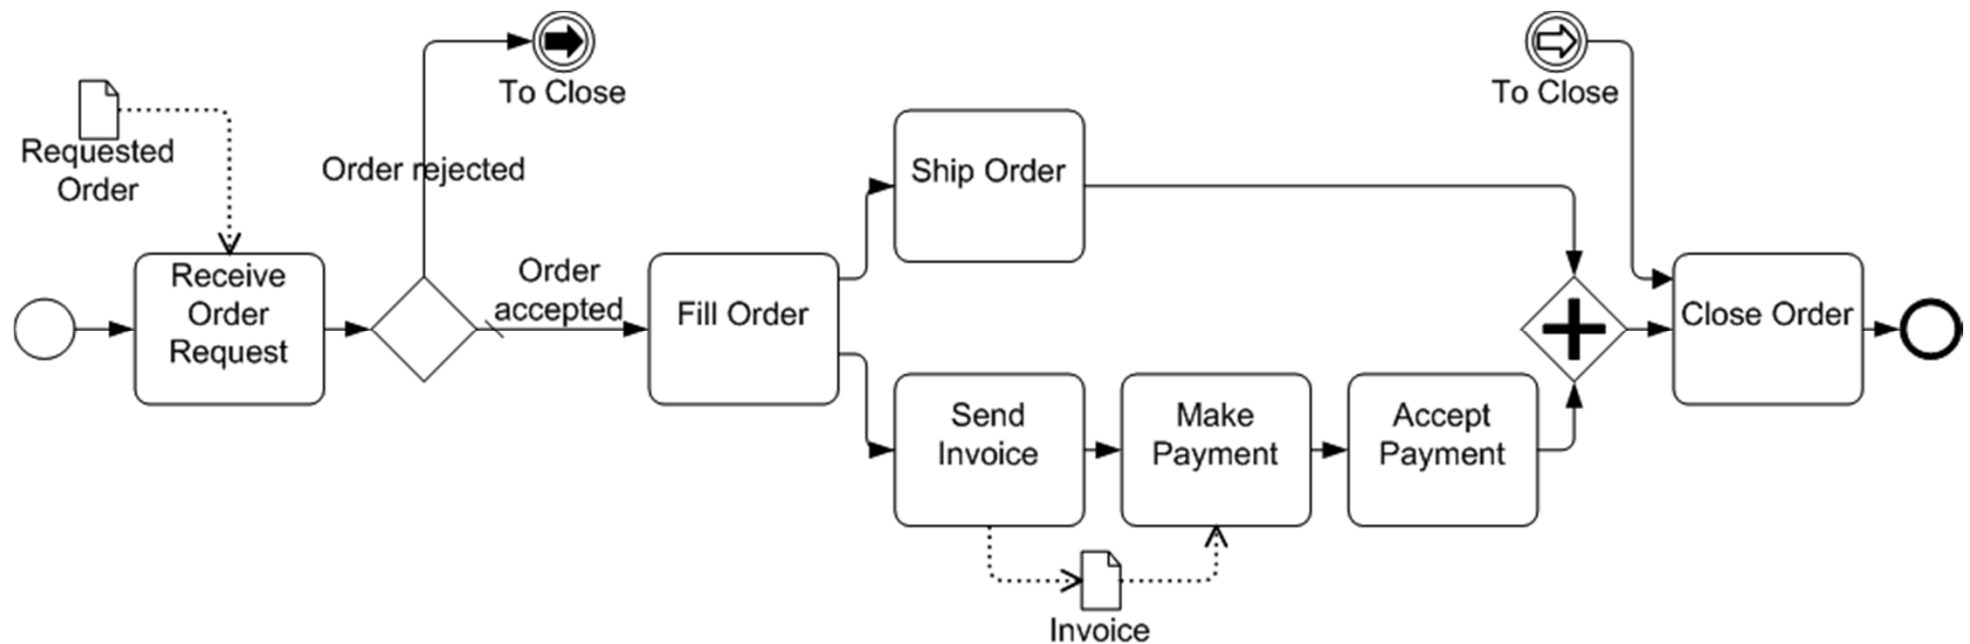 To Close
To Close
Requested
Order
Order rejected
Ship Order
Receive
Order
Request
Order
accepted
Fill Order
Close Order
Send
Invoice
Make
Payment
Accept
Payment
Invoice